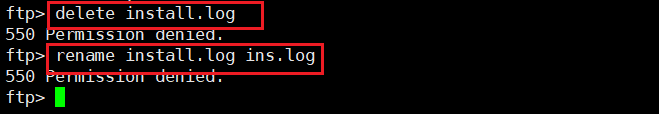 ftp> delete install.log
550 Permission denied.
ftp> rename install.log ins.log
550 Permission denied.
ftp>